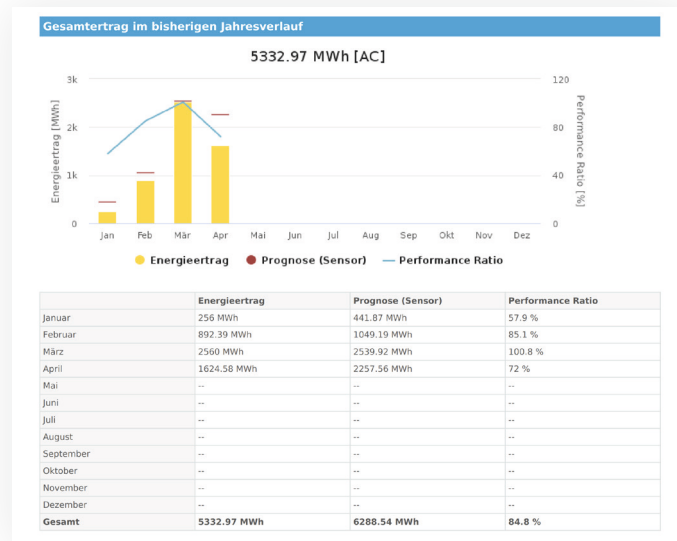 Gesamtertrag im bisherigen Jahresverlauf
5332.97 MWh [AC]
3k
2k
1k
0
Energieertrag [MWh]
120
80
40
0
Performance Ratio [%]
Jan Feb Mär Apr Mai Jun Jul Aug Sep Okt Nov Dez
Energieertrag Prognose (Sensor) Performance Ratio
Energieertrag Prognose (Sensor) Performance Ratio
Januar 256 MWh 441.87 MWh 57.9 %
Februar 892.39 MWh 1049.19 MWh 85.1 %
März 2560 MWh 2539.92 MWh 100.8 %
April 1624.58 MWh 2257.56 MWh 72 %
Mai -- -- --
Juni -- -- --
Juli -- -- --
August -- -- --
September -- -- --
Oktober -- -- --
November -- -- --
Dezember -- -- --
Gesamt 5332.97 MWh 6288.54 MWh 84.8 %